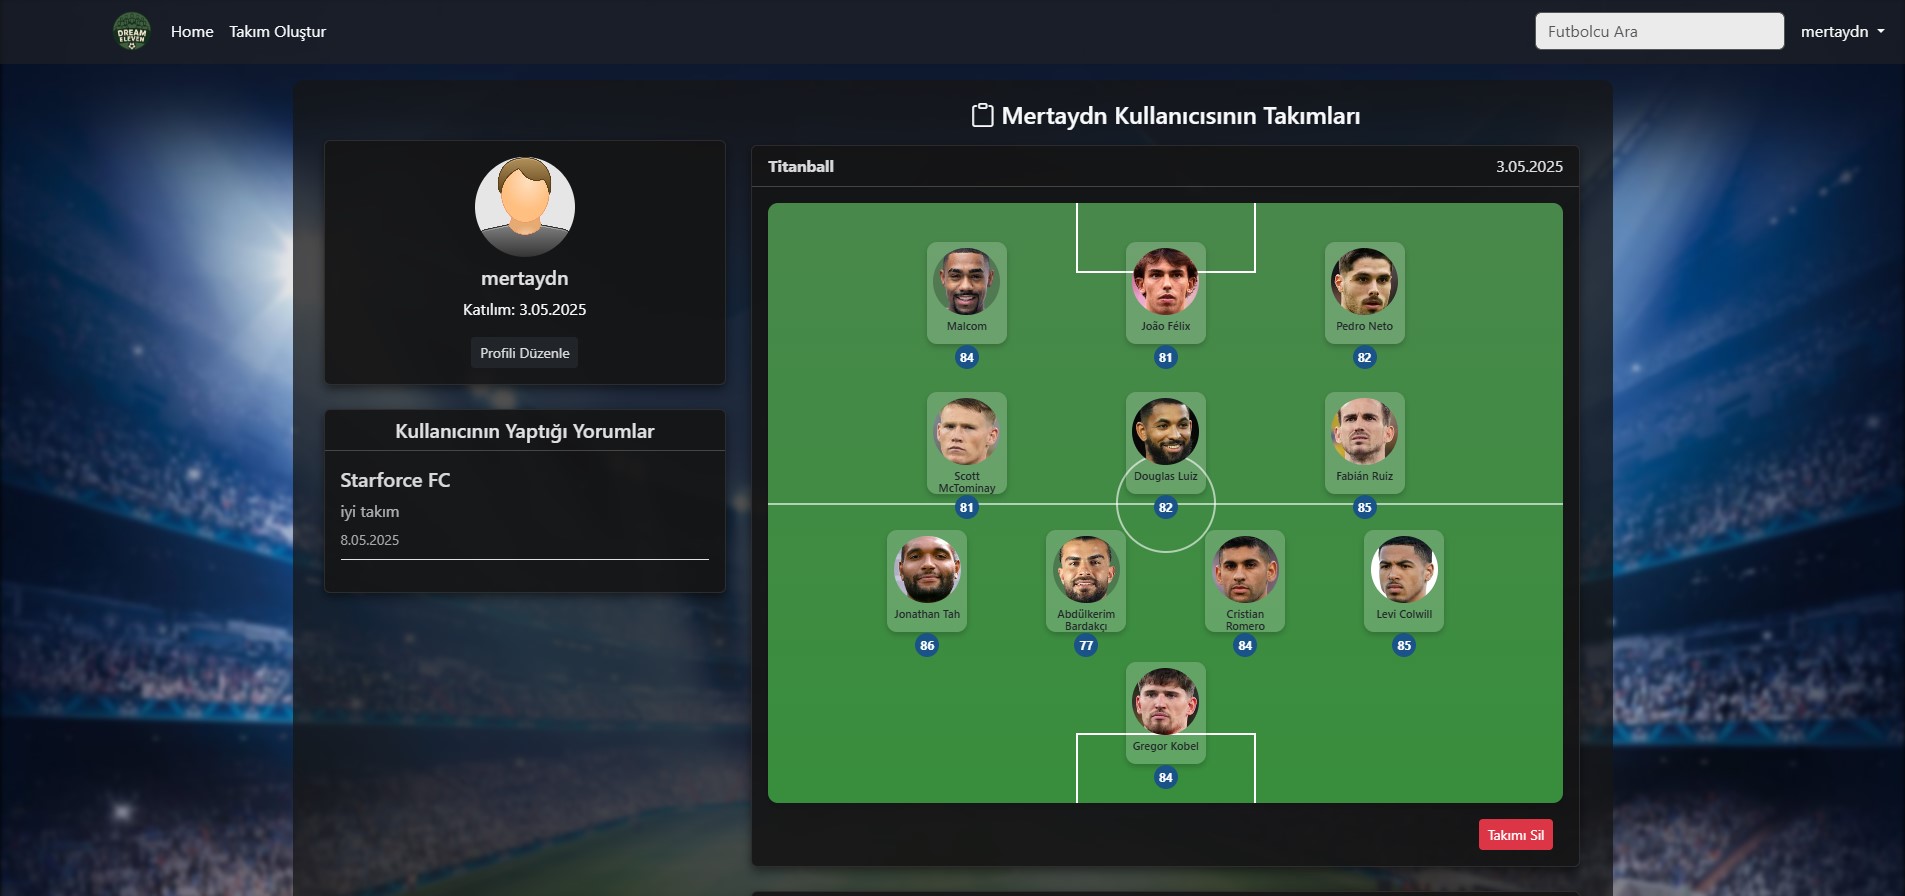 DREAM
ELEVEN
Home
Takım Oluştur
Futbolcu Ara
mertaydn
mertaydn
Katılım: 3.05.2025
Profili Düzenle
Kullanıcının Yaptığı Yorumlar
Starforce FC
iyi takım
8.05.2025
Mertaydn Kullanıcısının Takımları
Titanball
3.05.2025
Malcom
84
João Félix
81
Pedro Neto
82
Scott
McTominay
81
Douglas Luiz
82
Fabián Ruiz
85
Jonathan Tah
86
Abdülkerim
Bardakçı
77
Cristian
Romero
84
Levi Colwill
85
Gregor Kobel
84
Takımı Sil